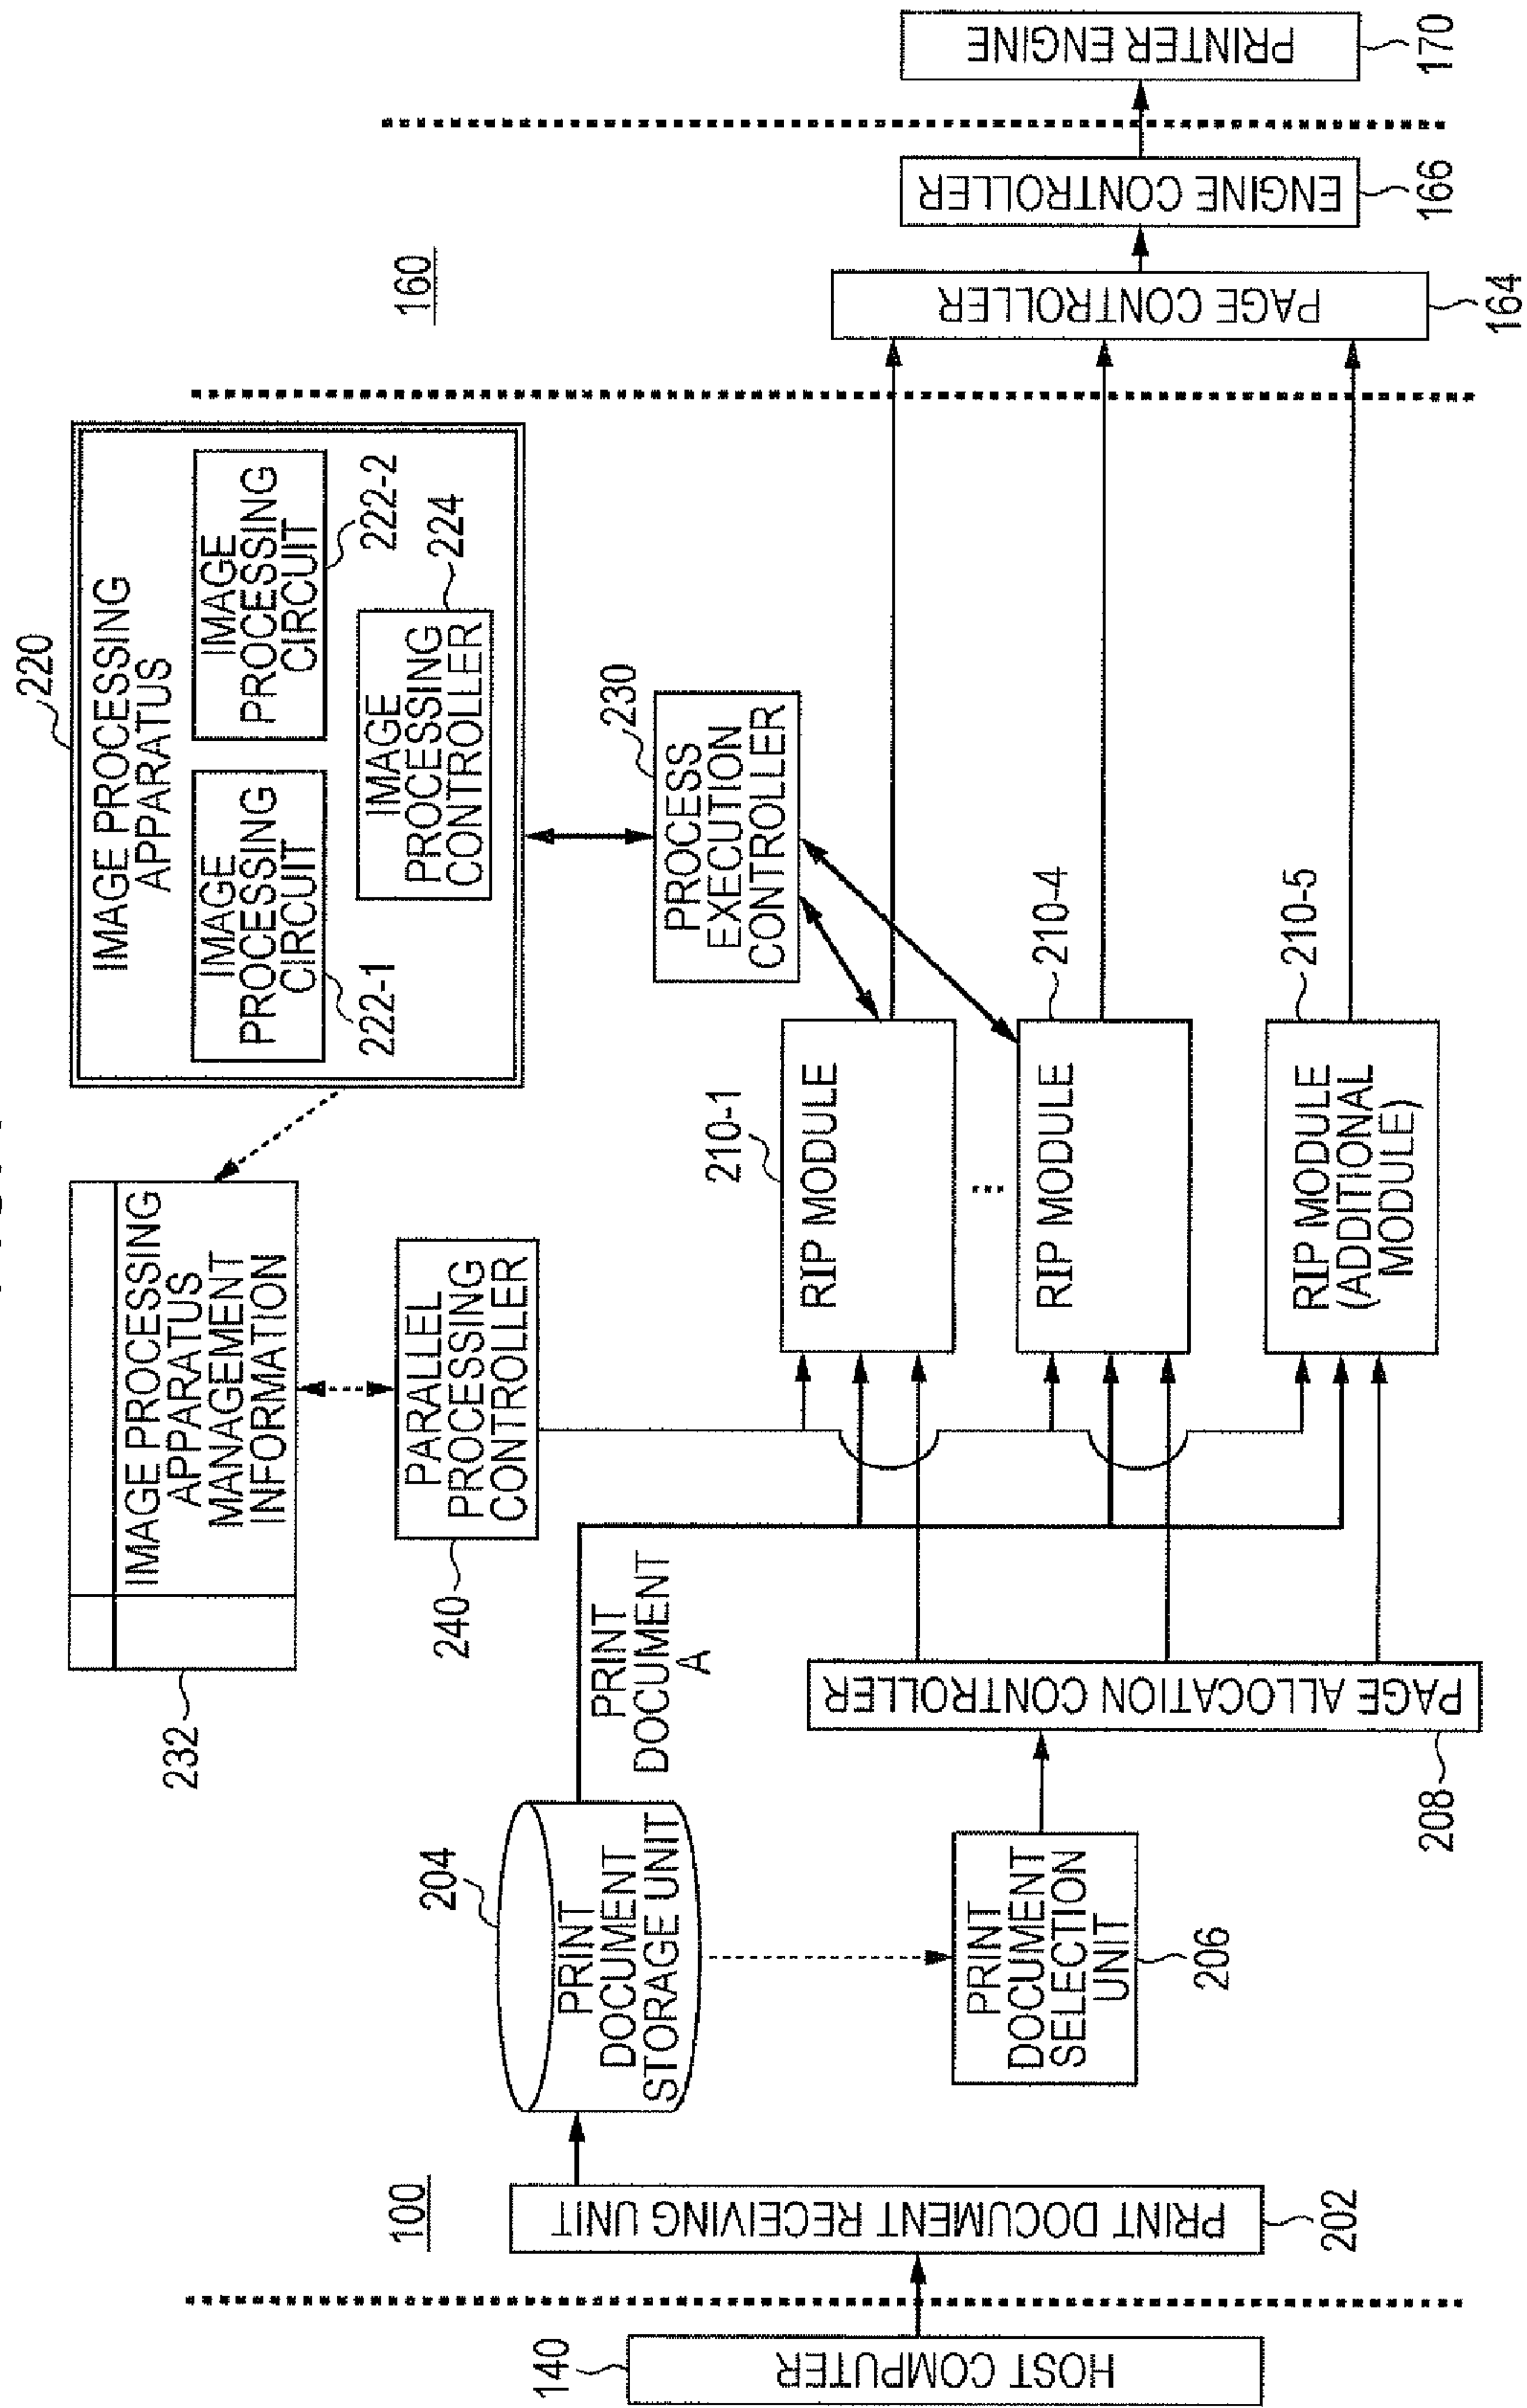 220
IMAGE PROCESSING
APPARATUS
IMAGE
PROCESSING
CIRCUIT
222-1
IMAGE
PROCESSING
CIRCUIT
222-2
IMAGE
PROCESSING
CONTROLLER
224
IMAGE PROCESSING
APPARATUS
MANAGEMENT
INFORMATION
232
PARALLEL
PROCESSING
CONTROLLER
240
PROCESS
EXECUTION
CONTROLLER
230
160
100
HOST COMPUTER
140
PRINT DOCUMENT RECEIVING UNIT
202
PRINT
DOCUMENT
STORAGE UNIT
204
PRINT
DOCUMENT
A
PRINT
DOCUMENT
SELECTION
UNIT
206
PAGE ALLOCATION CONTROLLER
208
RIP MODULE
210-1
...
RIP MODULE
210-4
RIP MODULE
(ADDITIONAL
MODULE)
210-5
PAGE CONTROLLER
164
ENGINE CONTROLLER
166
PRINTER ENGINE
170